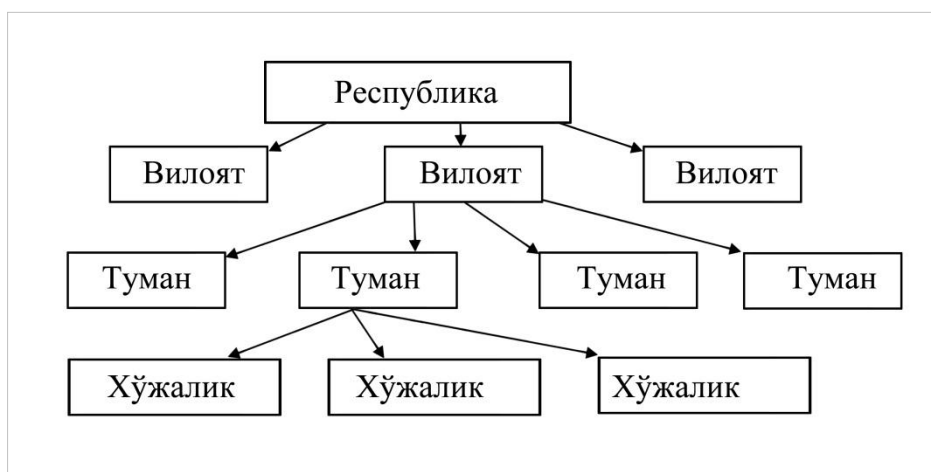 Республика
Вилоят Вилоят Вилоят
Туман Туман Туман Туман
Хўжалик Хўжалик Хўжалик